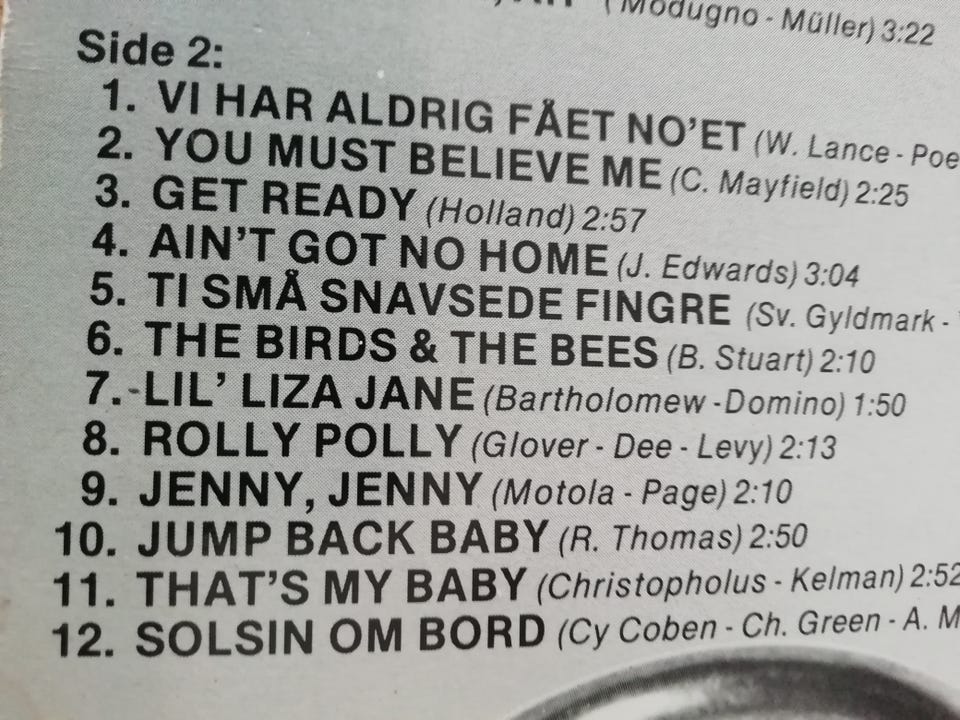 (Modugno - Müller) 3:22
Side 2:
1. VI HAR ALDRIG FÅET NO'ET (W. Lance - Poe
2. YOU MUST BELIEVE ME (C. Mayfield) 2:25
3. GET READY (Holland) 2:57
4. AIN'T GOT NO HOME (J. Edwards) 3:04
5. TI SMÅ SNAVSEDE FINGRE (Sv. Gyldmark -
6. THE BIRDS & THE BEES (B. Stuart) 2:10
7. LIL' LIZA JANE (Bartholomew -Domino) 1:50
8. ROLLY POLLY (Glover - Dee - Levy) 2:13
9. JENNY, JENNY (Motola - Page) 2:10
10. JUMP BACK BABY (R. Thomas) 2:50
11. THAT'S MY BABY (Christopholus - Kelman) 2:52
12. SOLSIN OM BORD (Cy Coben - Ch. Green - A. M